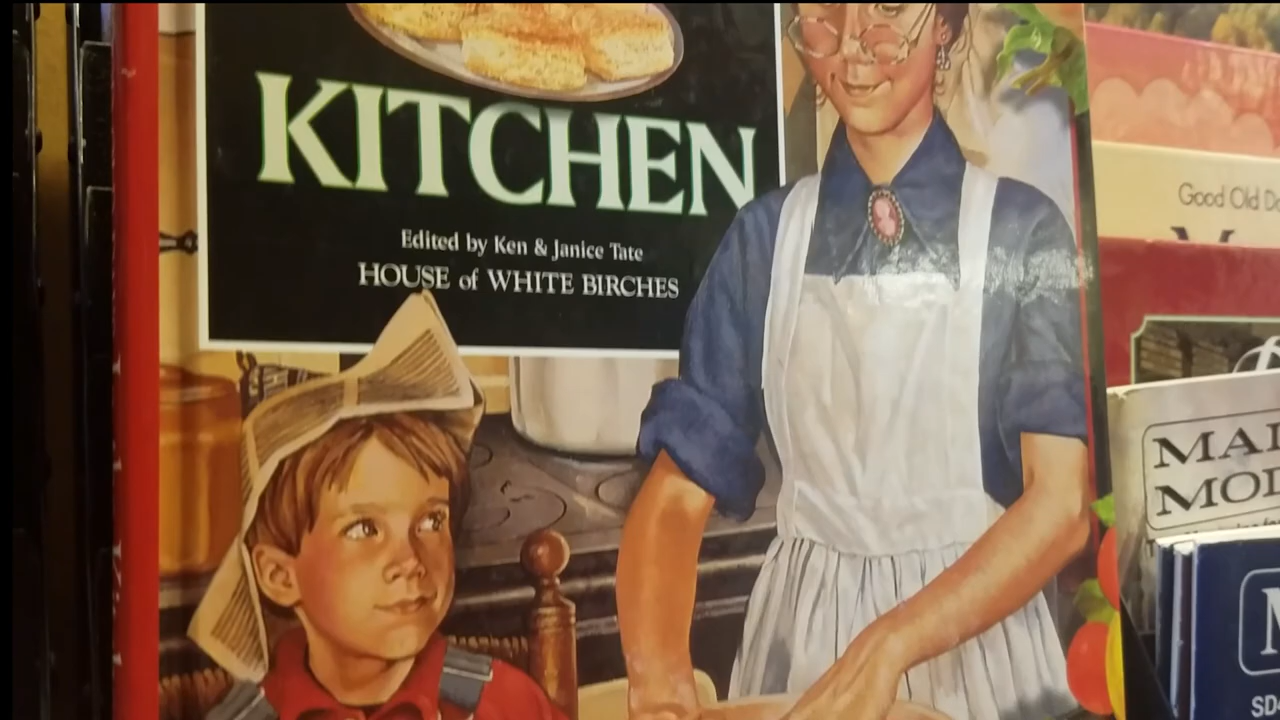 KITCHEN
Edited by Ken & Janice Tate
HOUSE of WHITE BIRCHES
Good Old